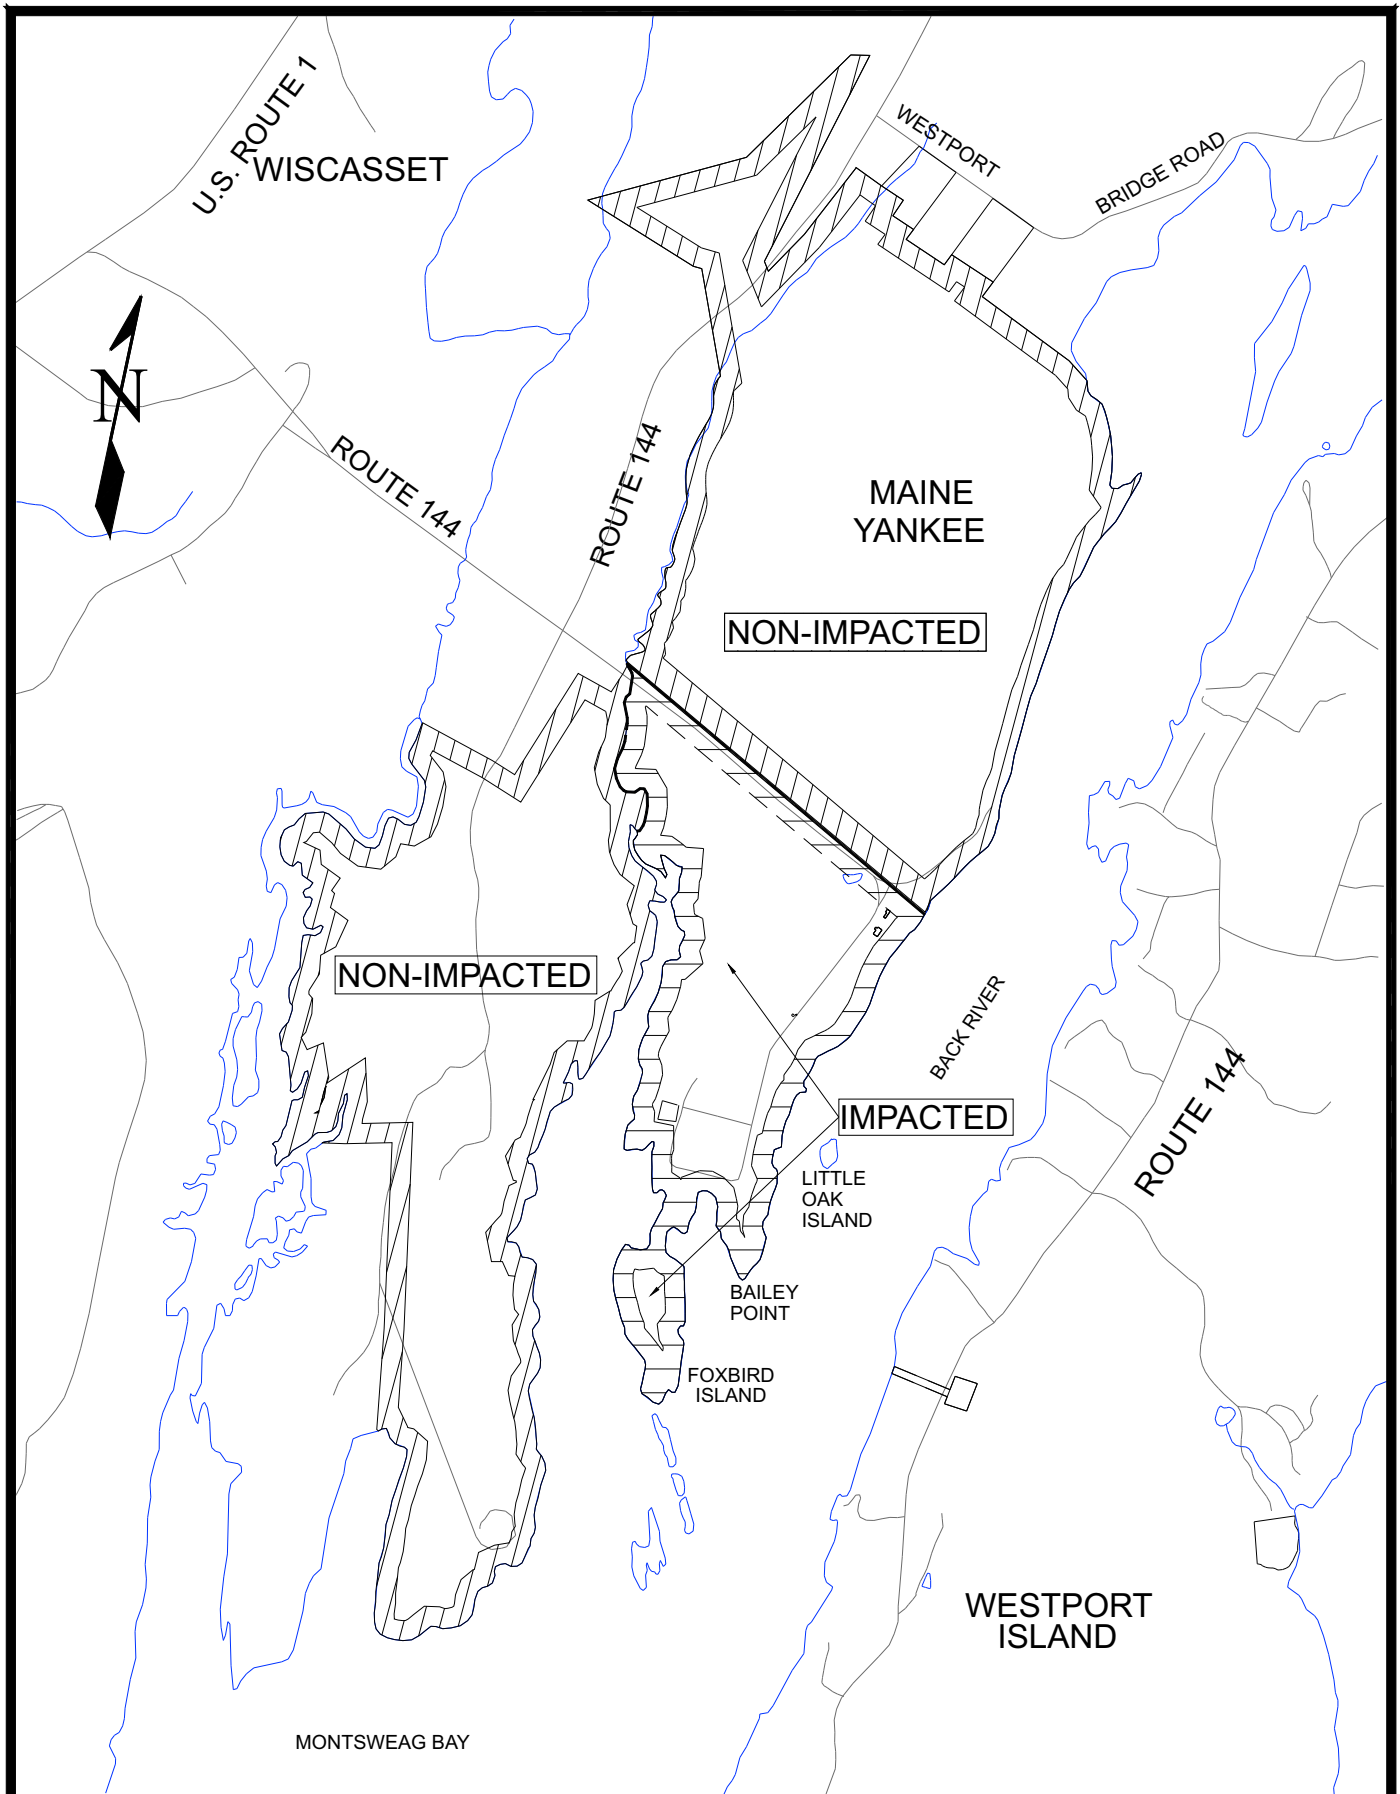 U.S. ROUTE 1
WISCASSET
WESTPORT
BRIDGE ROAD
N
ROUTE 144
ROUTE 144
MAINE
YANKEE
NON-IMPACTED
NON-IMPACTED
BACK RIVER
IMPACTED
ROUTE 144
LITTLE
OAK
ISLAND
BAILEY
POINT
FOXBIRD
ISLAND
WESTPORT
ISLAND
MONTSWEAG BAY